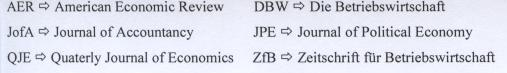 AER ⇨ American Economic Review DBW ⇨ Die Betriebswirtschaft
JofA ⇨ Journal of Accountancy JPE ⇨ Journal of Political Economy
QJE ⇨ Quaterly Journal of Economics ZfB ⇨ Zeitschrift für Betriebswirtschaft